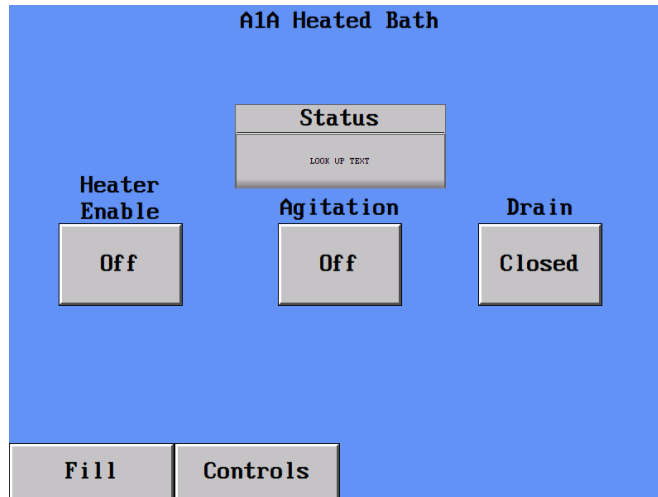 A1A Heated Bath
Status
LOOK UP TEXT
Heater
Enable
Agitation
Drain
Off
Off
Closed
Fill
Controls